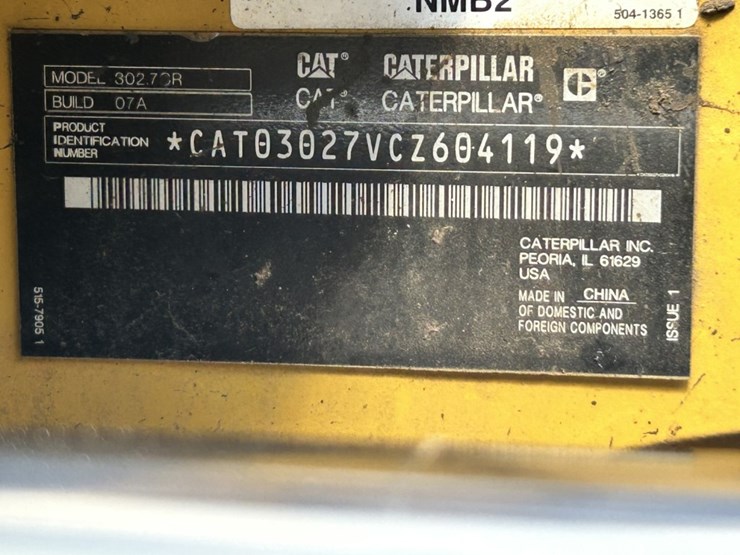 NMB2
504-1365 1
CAT® CATERPILLAR
MODEL 302.7CR
CAT® CATERPILLAR®
BUILD 07A
PRODUCT
IDENTIFICATION
NUMBER
*CAT03027VCZ604119*
CATERPILLAR INC.
PEORIA, IL 61629
USA
MADE IN CHINA
OF DOMESTIC AND
FOREIGN COMPONENTS
515-7905 1
ISSUE 1